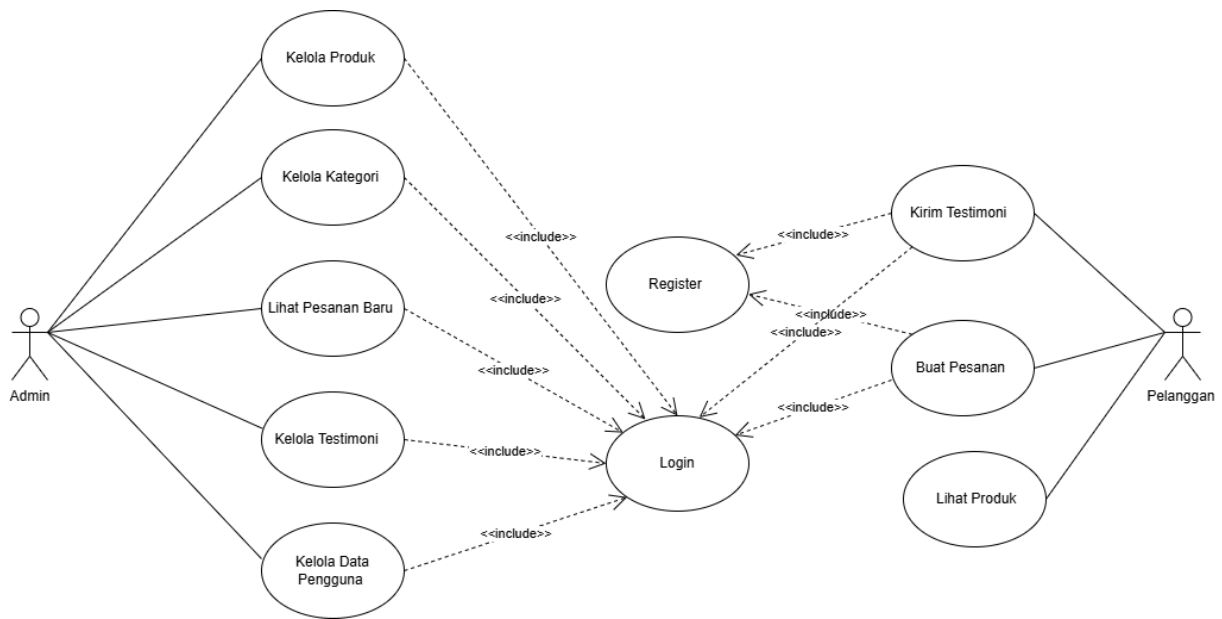 Kelola Produk
Kelola Kategori
Kirim Testimoni
<<include>>
<<include>>
Register
<<include>>
Lihat Pesanan Baru
<<include>>
<<include>>
Buat Pesanan
<<include>>
Admin
Pelanggan
<<include>>
Kelola Testimoni
<<include>>
Login
Lihat Produk
<<include>>
Kelola Data
Pengguna